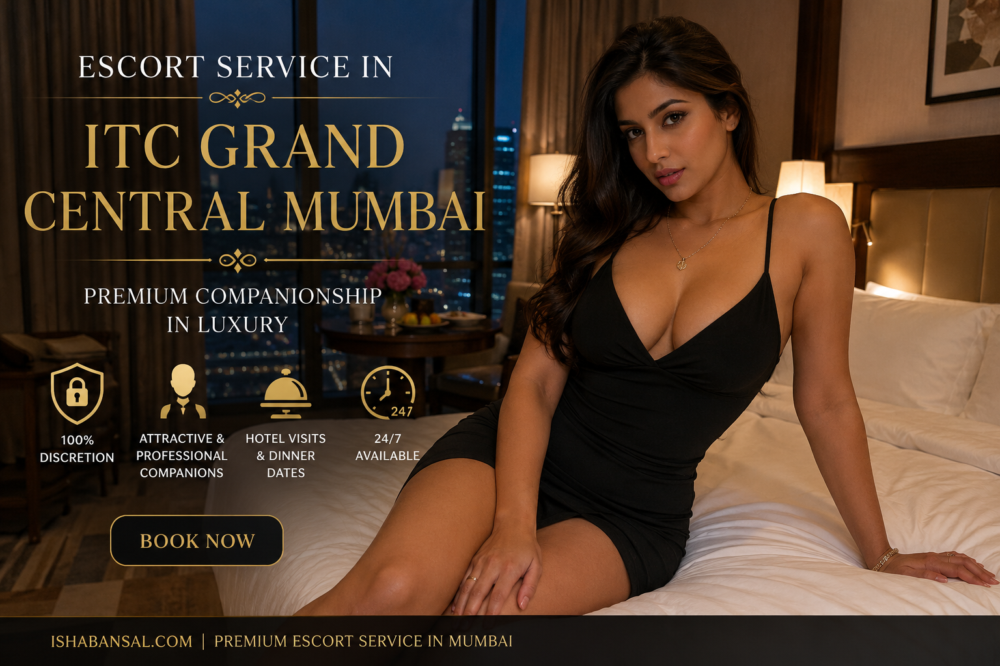 ESCORT SERVICE IN
ITC GRAND
CENTRAL MUMBAI
PREMIUM COMPANIONSHIP
IN LUXURY
100%
DISCRETION
ATTRACTIVE &
PROFESSIONAL
COMPANIONS
HOTEL VISITS
& DINNER
DATES
247
24/7
AVAILABLE
BOOK NOW
ISHABANSAL.COM | PREMIUM ESCORT SERVICE IN MUMBAI